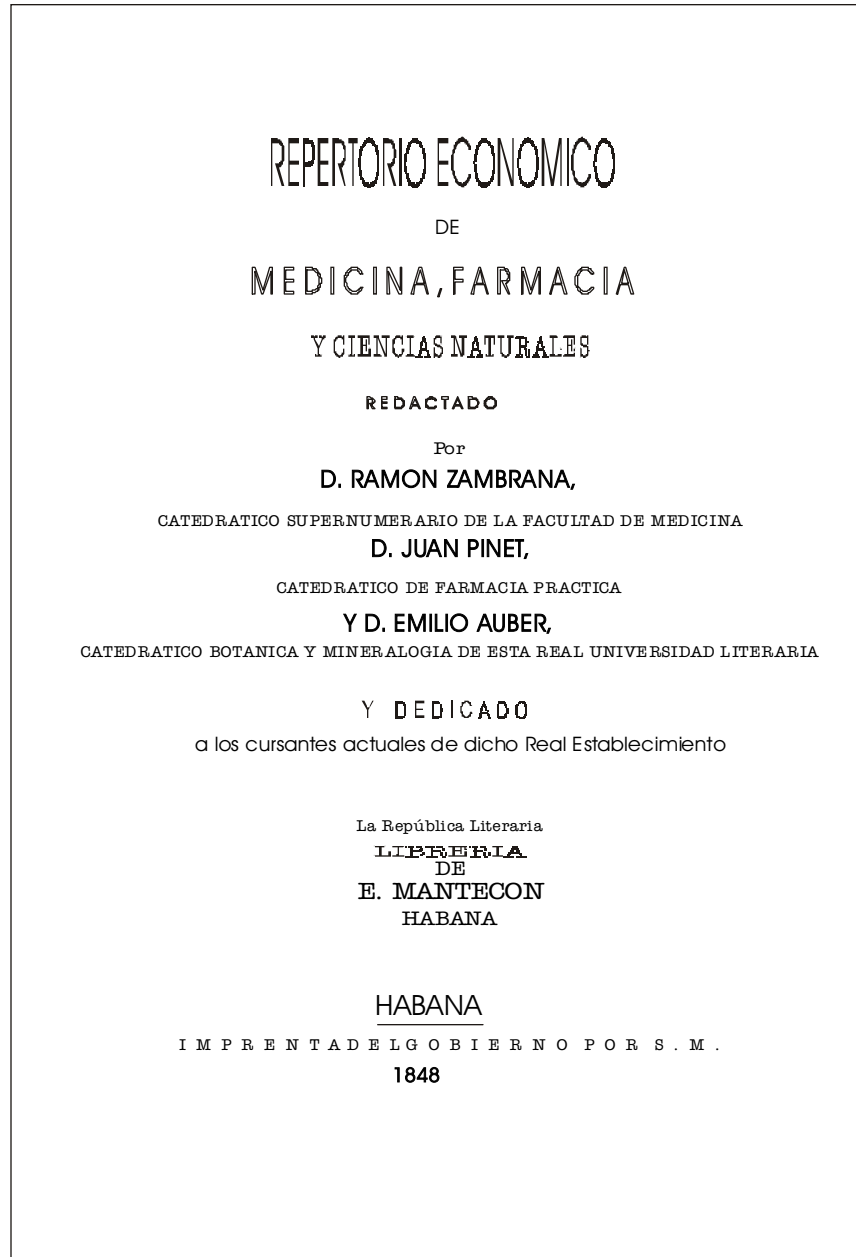 REPERTORIO ECONOMICO
DE
MEDICINA, FARMACIA
Y CIENCIAS NATURALES
REDACTADO
Por
D. RAMON ZAMBRANA,
CATEDRATICO SUPERNUMERARIO DE LA FACULTAD DE MEDICINA
D. JUAN PINET,
CATEDRATICO DE FARMACIA PRACTICA
Y D. EMILIO AUBER,
CATEDRATICO BOTANICA Y MINERALOGIA DE ESTA REAL UNIVERSIDAD LITERARIA
Y DEDICADO
a los cursantes actuales de dicho Real Establecimiento
La República Literaria
LIBRERIA
DE
E. MANTECON
HABANA
HABANA
IMPRENTADELGOBIERNO POR S.M.
1848